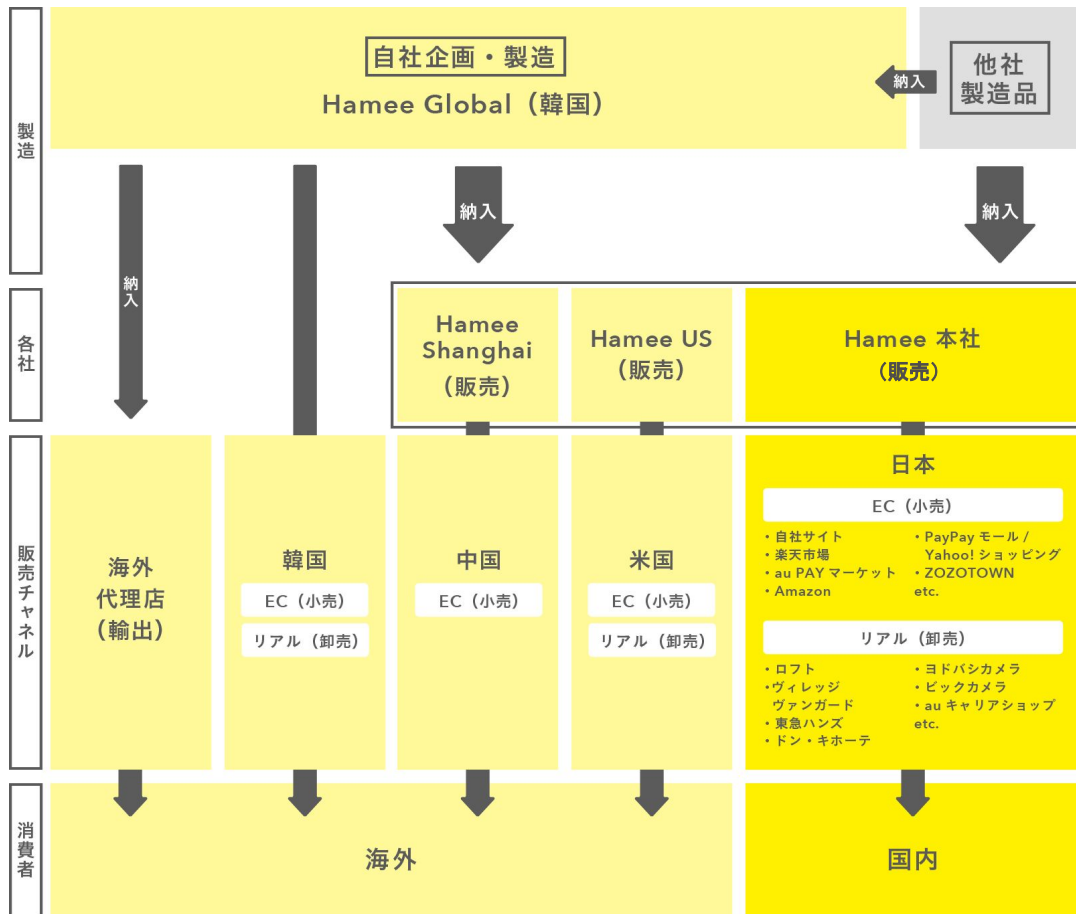 製造
自社企画・製造
Hamee Global（韓国）
納入
他社
製造品
納入
納入
納入
各社
Hamee
Shanghai
（販売）
Hamee US
（販売）
Hamee 本社
（販売）
販売チャネル
海外
代理店
（輸出）
韓国
EC（小売）
リアル（卸売）
中国
EC（小売）
米国
EC（小売）
リアル（卸売）
日本
EC（小売）
・自社サイト
・楽天市場
・au PAY マーケット
・Amazon
・PayPay モール /
Yahoo! ショッピング
・ZOZOTOWN
etc.
リアル（卸売）
・ロフト
・ヴィレッジ
ヴァンガード
・東急ハンズ
・ドン・キホーテ
・ヨドバシカメラ
・ビックカメラ
・au キャリアショップ
etc.
消費者
海外
国内